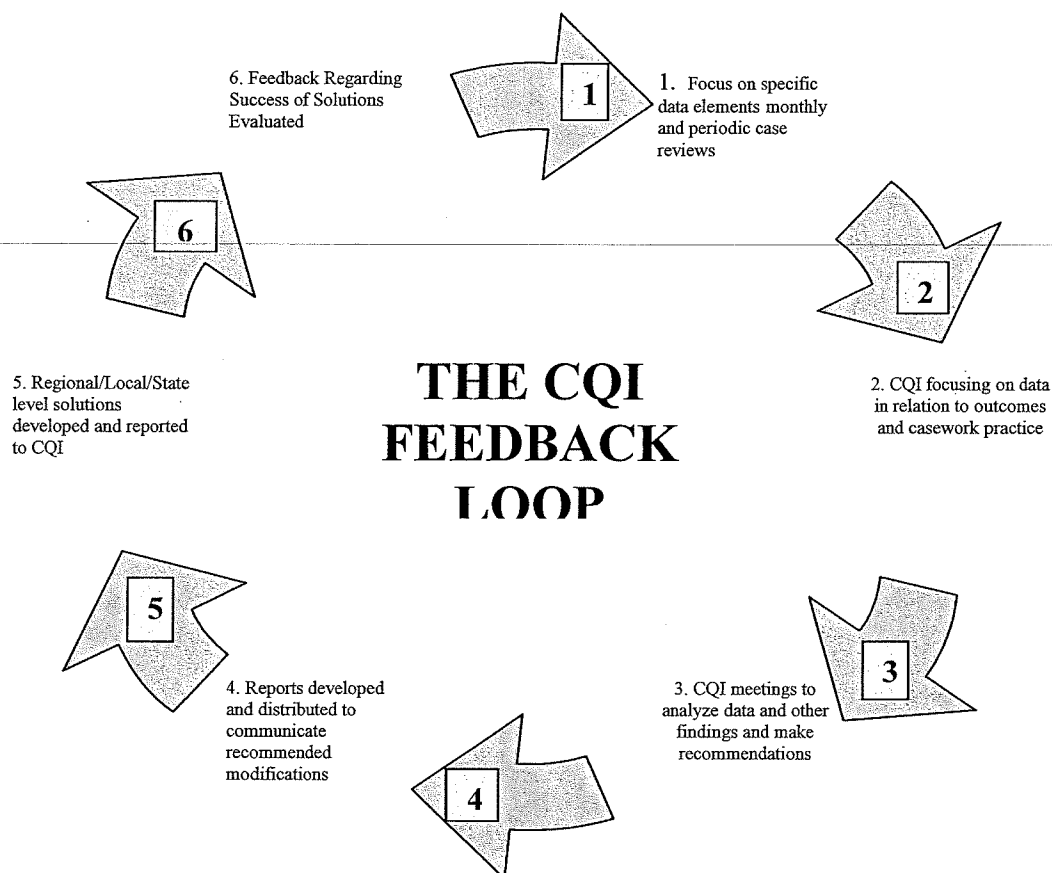 6. Feedback Regarding
Success of Solutions
Evaluated
1
1. Focus on specific
data elements monthly
and periodic case
reviews
6
2
5. Regional/Local/State
level solutions
developed and reported
to CQI
THE CQI
FEEDBACK
LOOP
2. CQI focusing on data
in relation to outcomes
and casework practice
5
3
4. Reports developed
and distributed to
communicate
recommended
modifications
3. CQI meetings to
analyze data and other
findings and make
recommendations
4